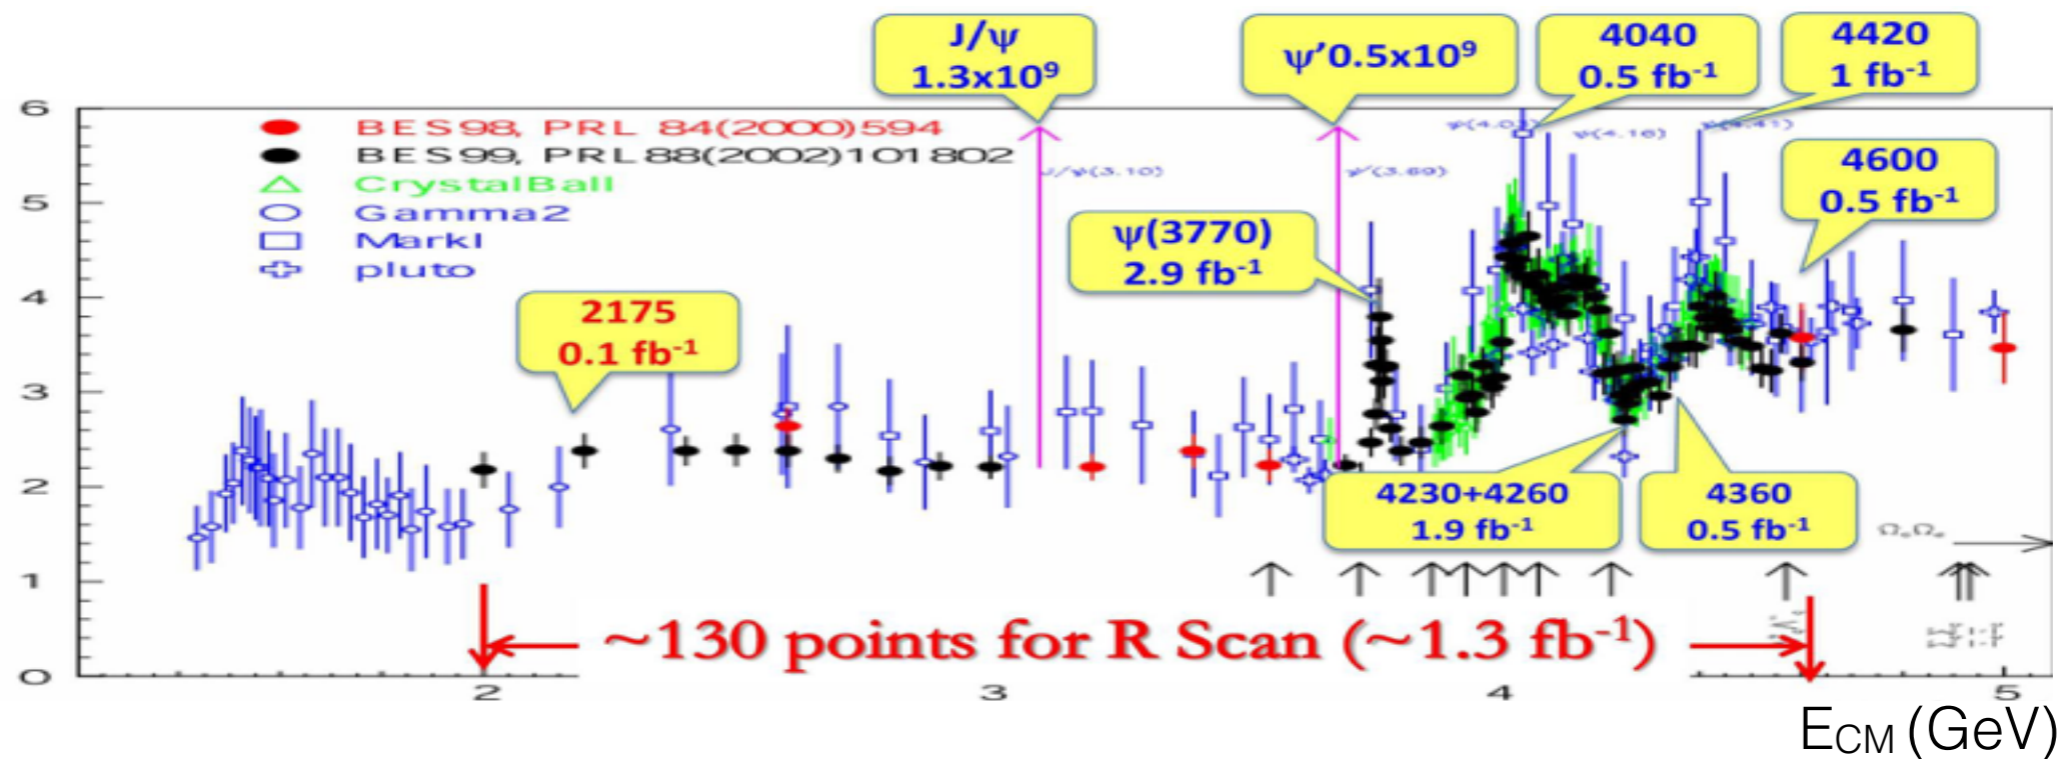 J/ψ
1.3x10⁹
ψ’0.5x10⁹
4040
0.5 fb⁻¹
4420
1 fb⁻¹
6
BES98, PRL 84(2000)594
BES99, PRL88(2002)101802
CrystalBall
Gamma2
MarkI
pluto
J/ψ(3.10)
ψ'(3.69)
ψ(4.16)
4600
0.5 fb⁻¹
5
ψ(3770)
2.9 fb⁻¹
4
2175
0.1 fb⁻¹
3
2
4230+4260
1.9 fb⁻¹
4360
0.5 fb⁻¹
1
~130 points for R Scan (~1.3 fb⁻¹)
0
2
3
4
5
E_CM (GeV)